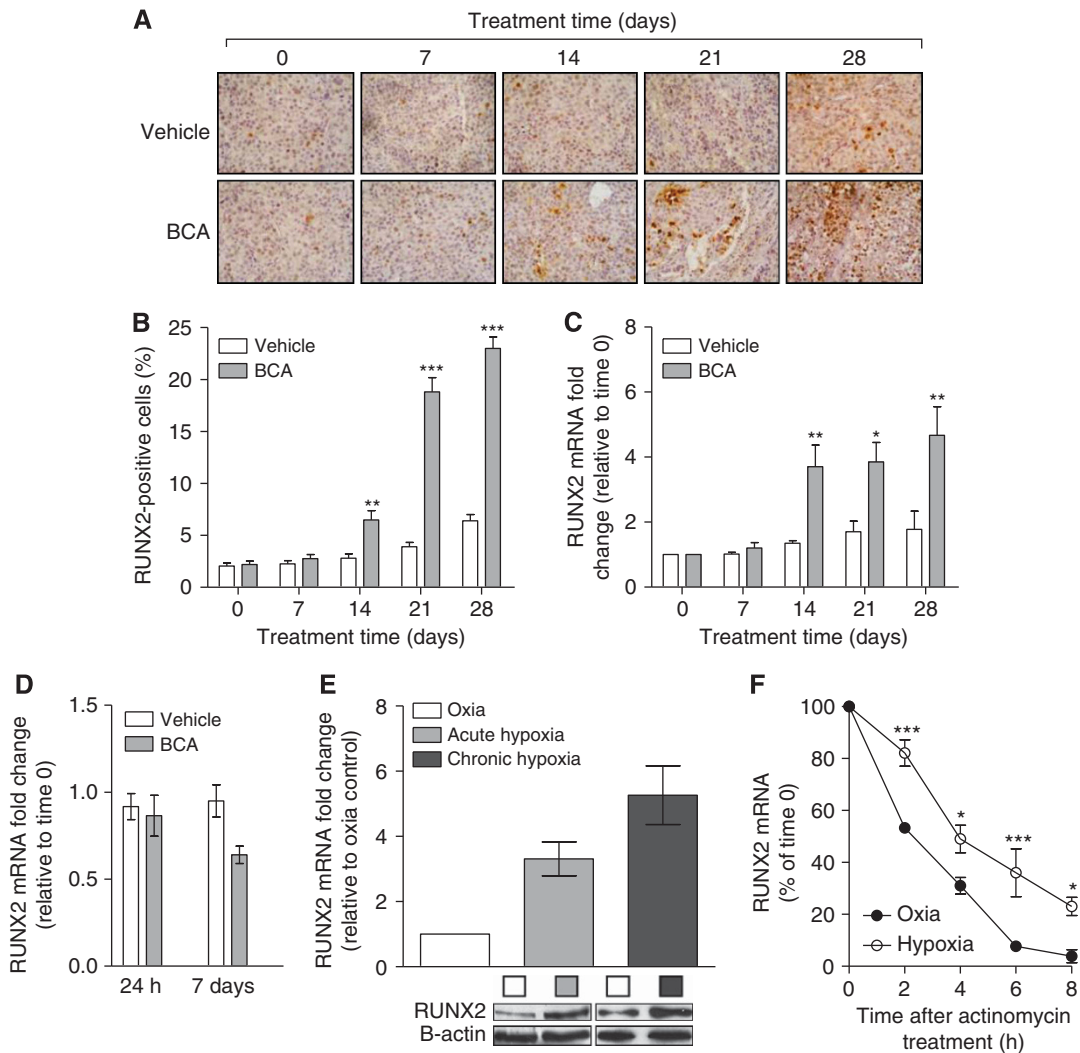 A
Treatment time (days)
0 7 14 21 28
Vehicle
BCA
B
RUNX2-positive cells (%)
25
20
15
10
5
0
Vehicle
BCA
**
***
***
0 7 14 21 28
Treatment time (days)
C
RUNX2 mRNA fold
change (relative to time 0)
8
6
4
2
0
Vehicle
BCA
**
*
**
0 7 14 21 28
Treatment time (days)
D
RUNX2 mRNA fold change
(relative to time 0)
1.5
1.0
0.5
0.0
Vehicle
BCA
24 h 7 days
E
RUNX2 mRNA fold change
(relative to oxia control)
8
6
4
2
0
Oxia
Acute hypoxia
Chronic hypoxia
RUNX2
B-actin
F
RUNX2 mRNA
(% of time 0)
100
80
60
40
20
0
***
*
***
*
Oxia
Hypoxia
0 2 4 6 8
Time after actinomycin
treatment (h)